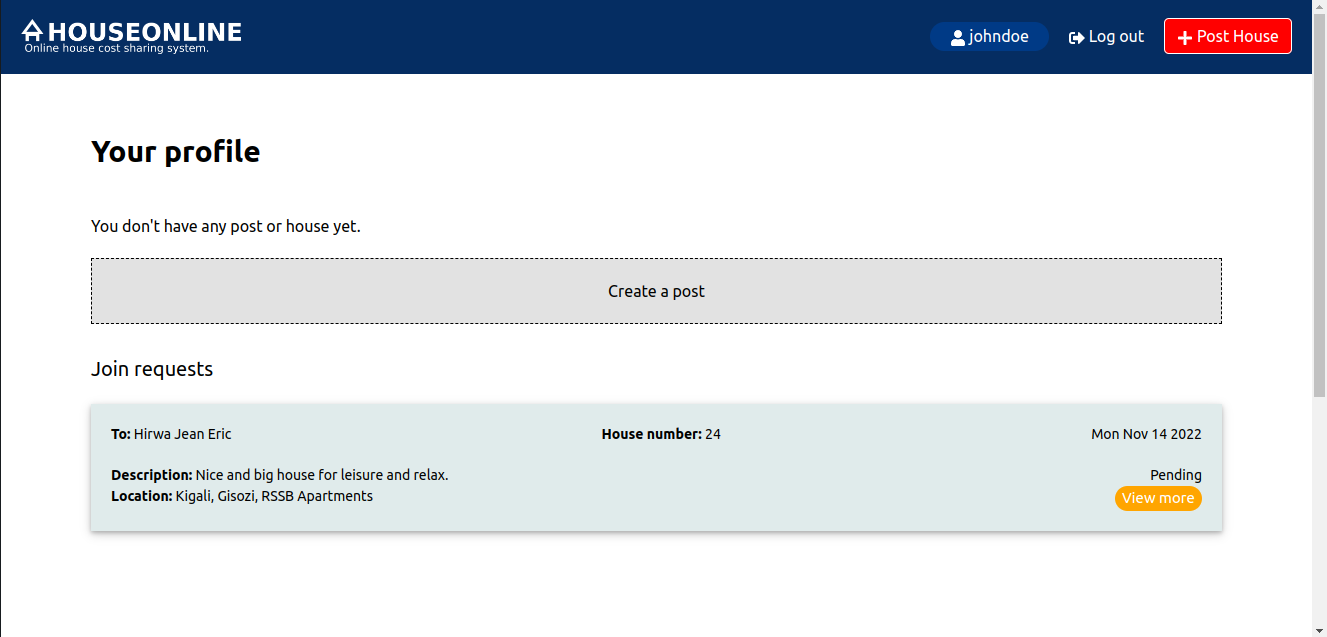 HOUSEONLINE
Online house cost sharing system.
johndoe
Log out
Post House
Your profile
You don't have any post or house yet.
Create a post
Join requests
To: Hirwa Jean Eric
House number: 24
Mon Nov 14 2022
Description: Nice and big house for leisure and relax.
Pending
Location: Kigali, Gisozi, RSSB Apartments
View more